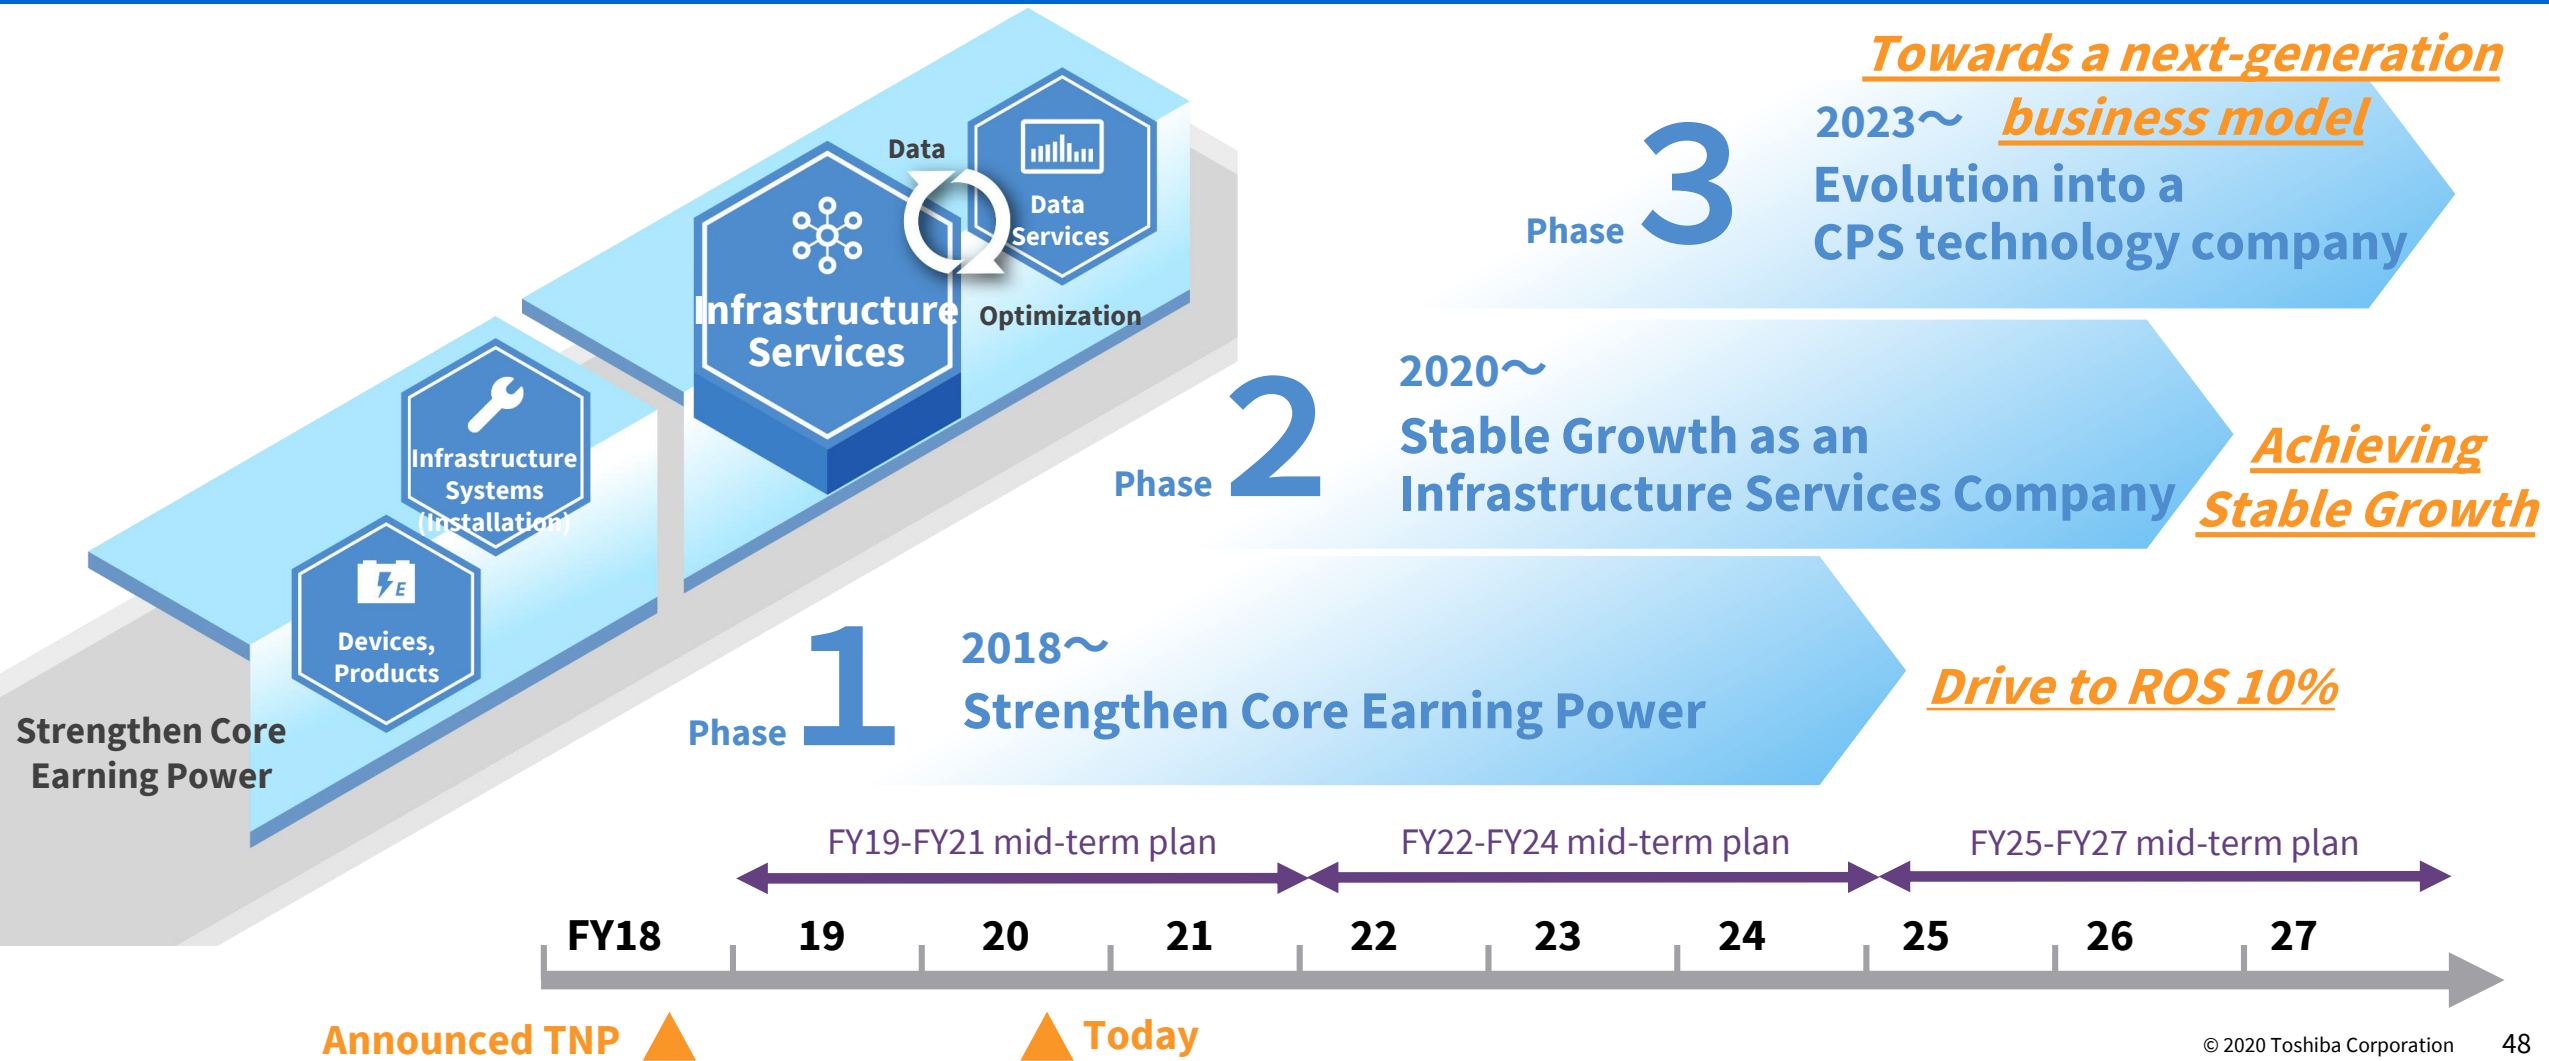 Towards a next-generation
business model
2023～
Evolution into a
CPS technology company
Phase 3
Data
Data
Services
Infrastructure
Services
Optimization
2020～
Stable Growth as an
Infrastructure Services Company
Phase 2
Achieving
Stable Growth
Infrastructure
Systems
(Installation)
E
Devices,
Products
Strengthen Core
Earning Power
2018～
Strengthen Core Earning Power
Phase 1
Drive to ROS 10%
FY19-FY21 mid-term plan
FY22-FY24 mid-term plan
FY25-FY27 mid-term plan
FY18 19 20 21 22 23 24 25 26 27
Announced TNP
Today
© 2020 Toshiba Corporation 48